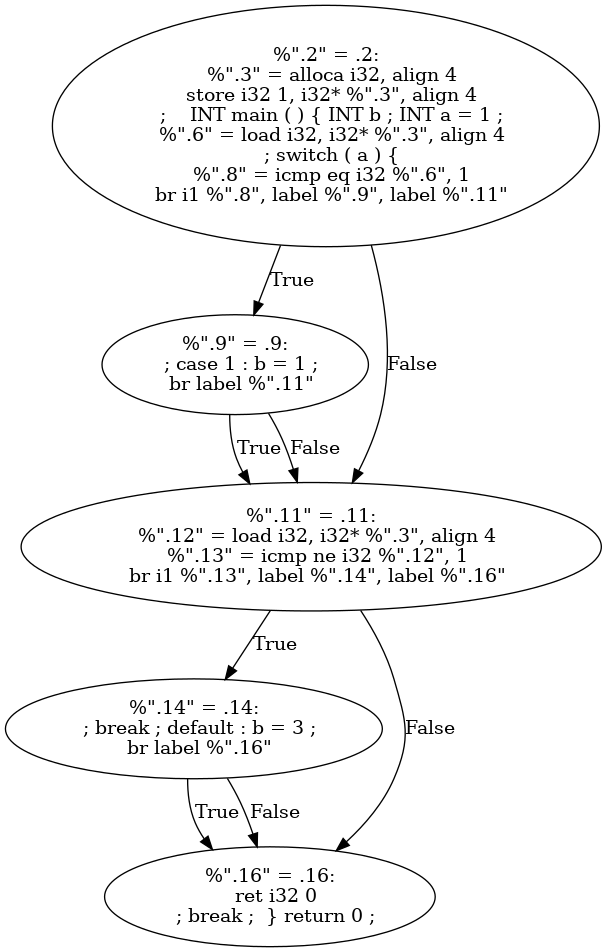 %".2" = .2:
%".3" = alloca i32, align 4
store i32 1, i32* %".3", align 4
;    INT main ( ) { INT b ; INT a = 1 ;
%".6" = load i32, i32* %".3", align 4
; switch ( a ) {
%".8" = icmp eq i32 %".6", 1
br i1 %".8", label %".9", label %".11"
True
False
%".9" = .9:
; case 1 : b = 1 ;
br label %".11"
True
False
%".11" = .11:
%".12" = load i32, i32* %".3", align 4
%".13" = icmp ne i32 %".12", 1
br i1 %".13", label %".14", label %".16"
True
False
%".14" = .14:
; break ; default : b = 3 ;
br label %".16"
True
False
%".16" = .16:
ret i32 0
; break ;  } return 0 ;